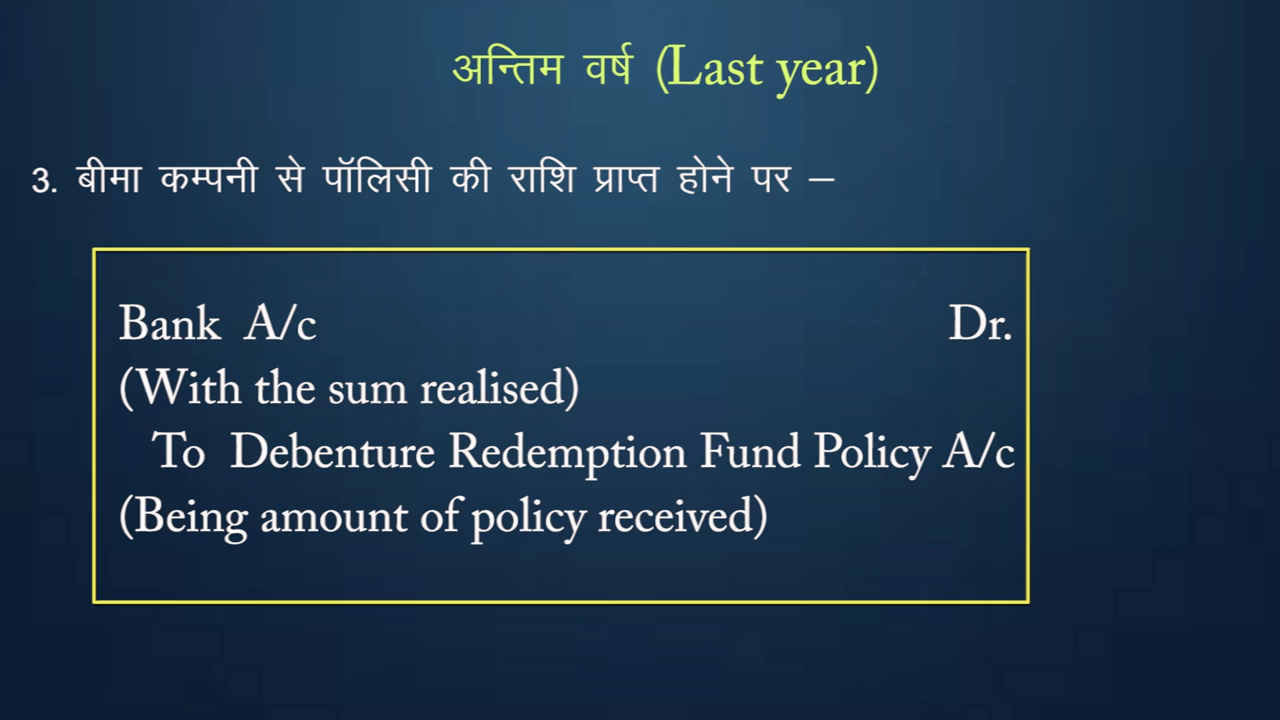 अन्तिम वर्ष (Last year)
3. बीमा कम्पनी से पॉलिसी की राशि प्राप्त होने पर –
Bank A/c Dr.
(With the sum realised)
To Debenture Redemption Fund Policy A/c
(Being amount of policy received)